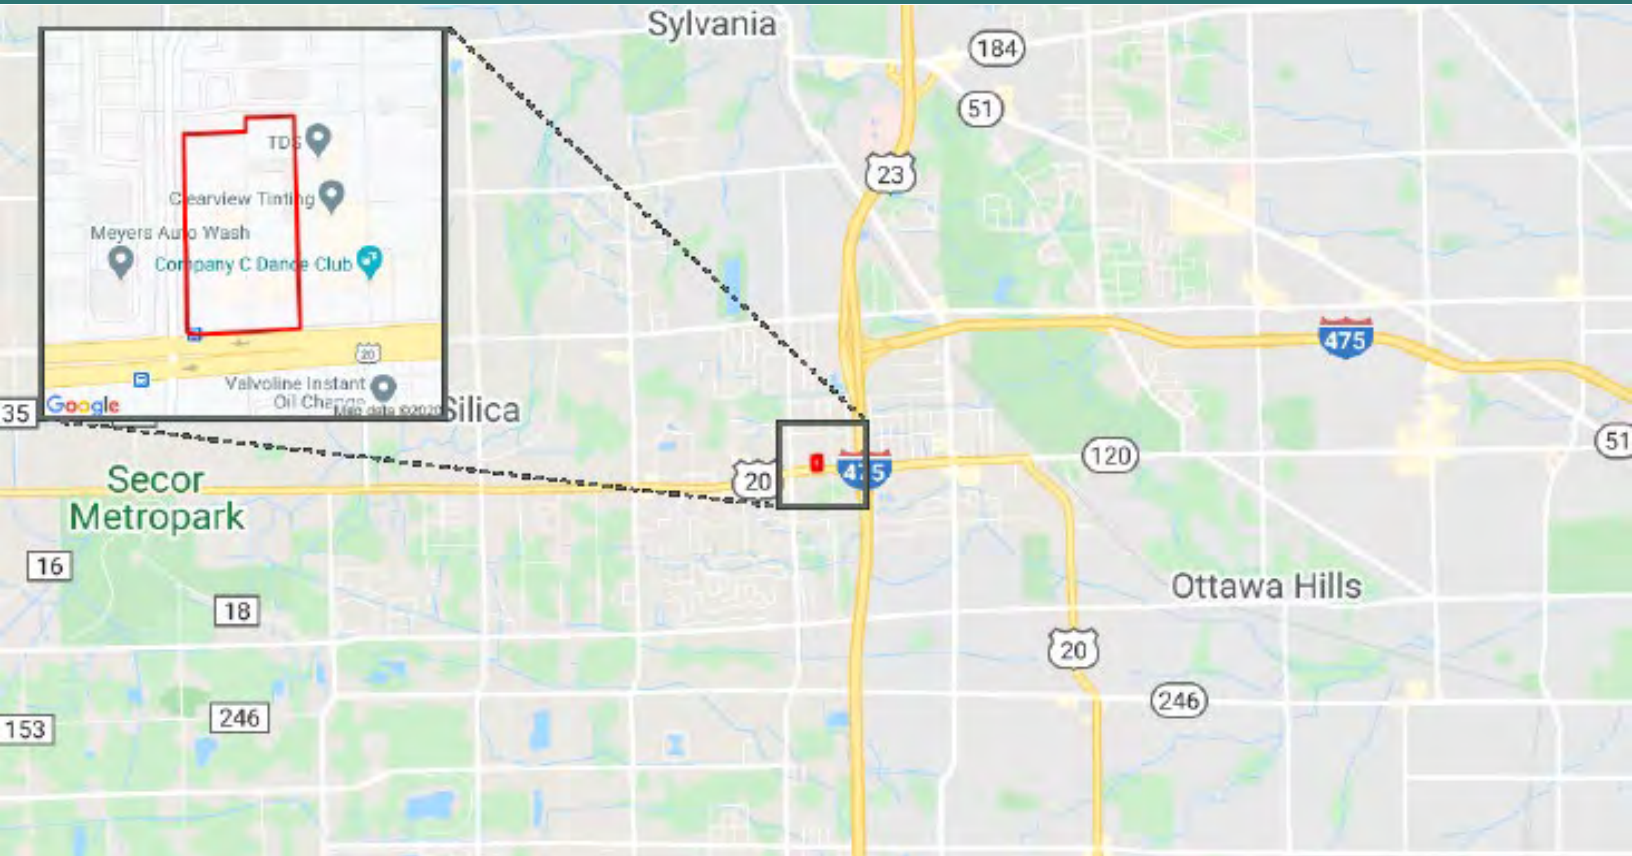 Sylvania
184
51
23
TDS
Clearview Tinting
Meyers Auto Wash
Company C Dance Club
20
Valvoline Instant
Oil Change
Google
Map data ©2020
475
35
Silica
120
51
20
475
Secor
Metropark
16
18
Ottawa Hills
20
246
246
153